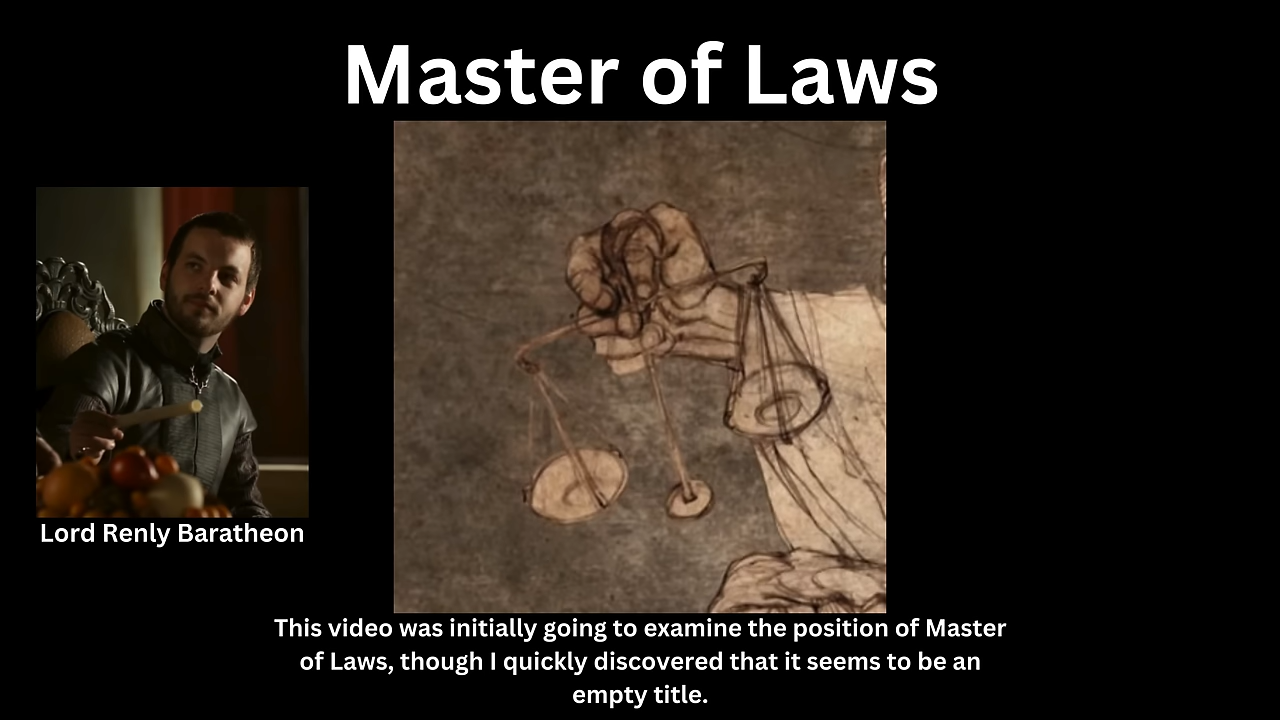 Master of Laws
Lord Renly Baratheon
This video was initially going to examine the position of Master
of Laws, though I quickly discovered that it seems to be an
empty title.